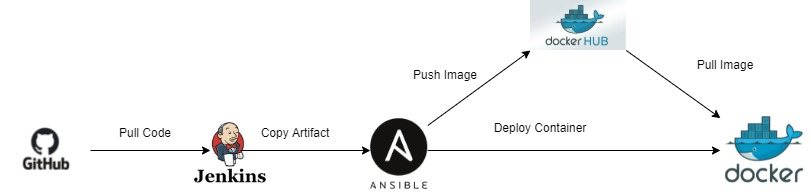 docker HUB
Push Image
Pull Image
Pull Code
Copy Artifact
Deploy Container
GitHub
Jenkins
A
ANSIBLE
docker